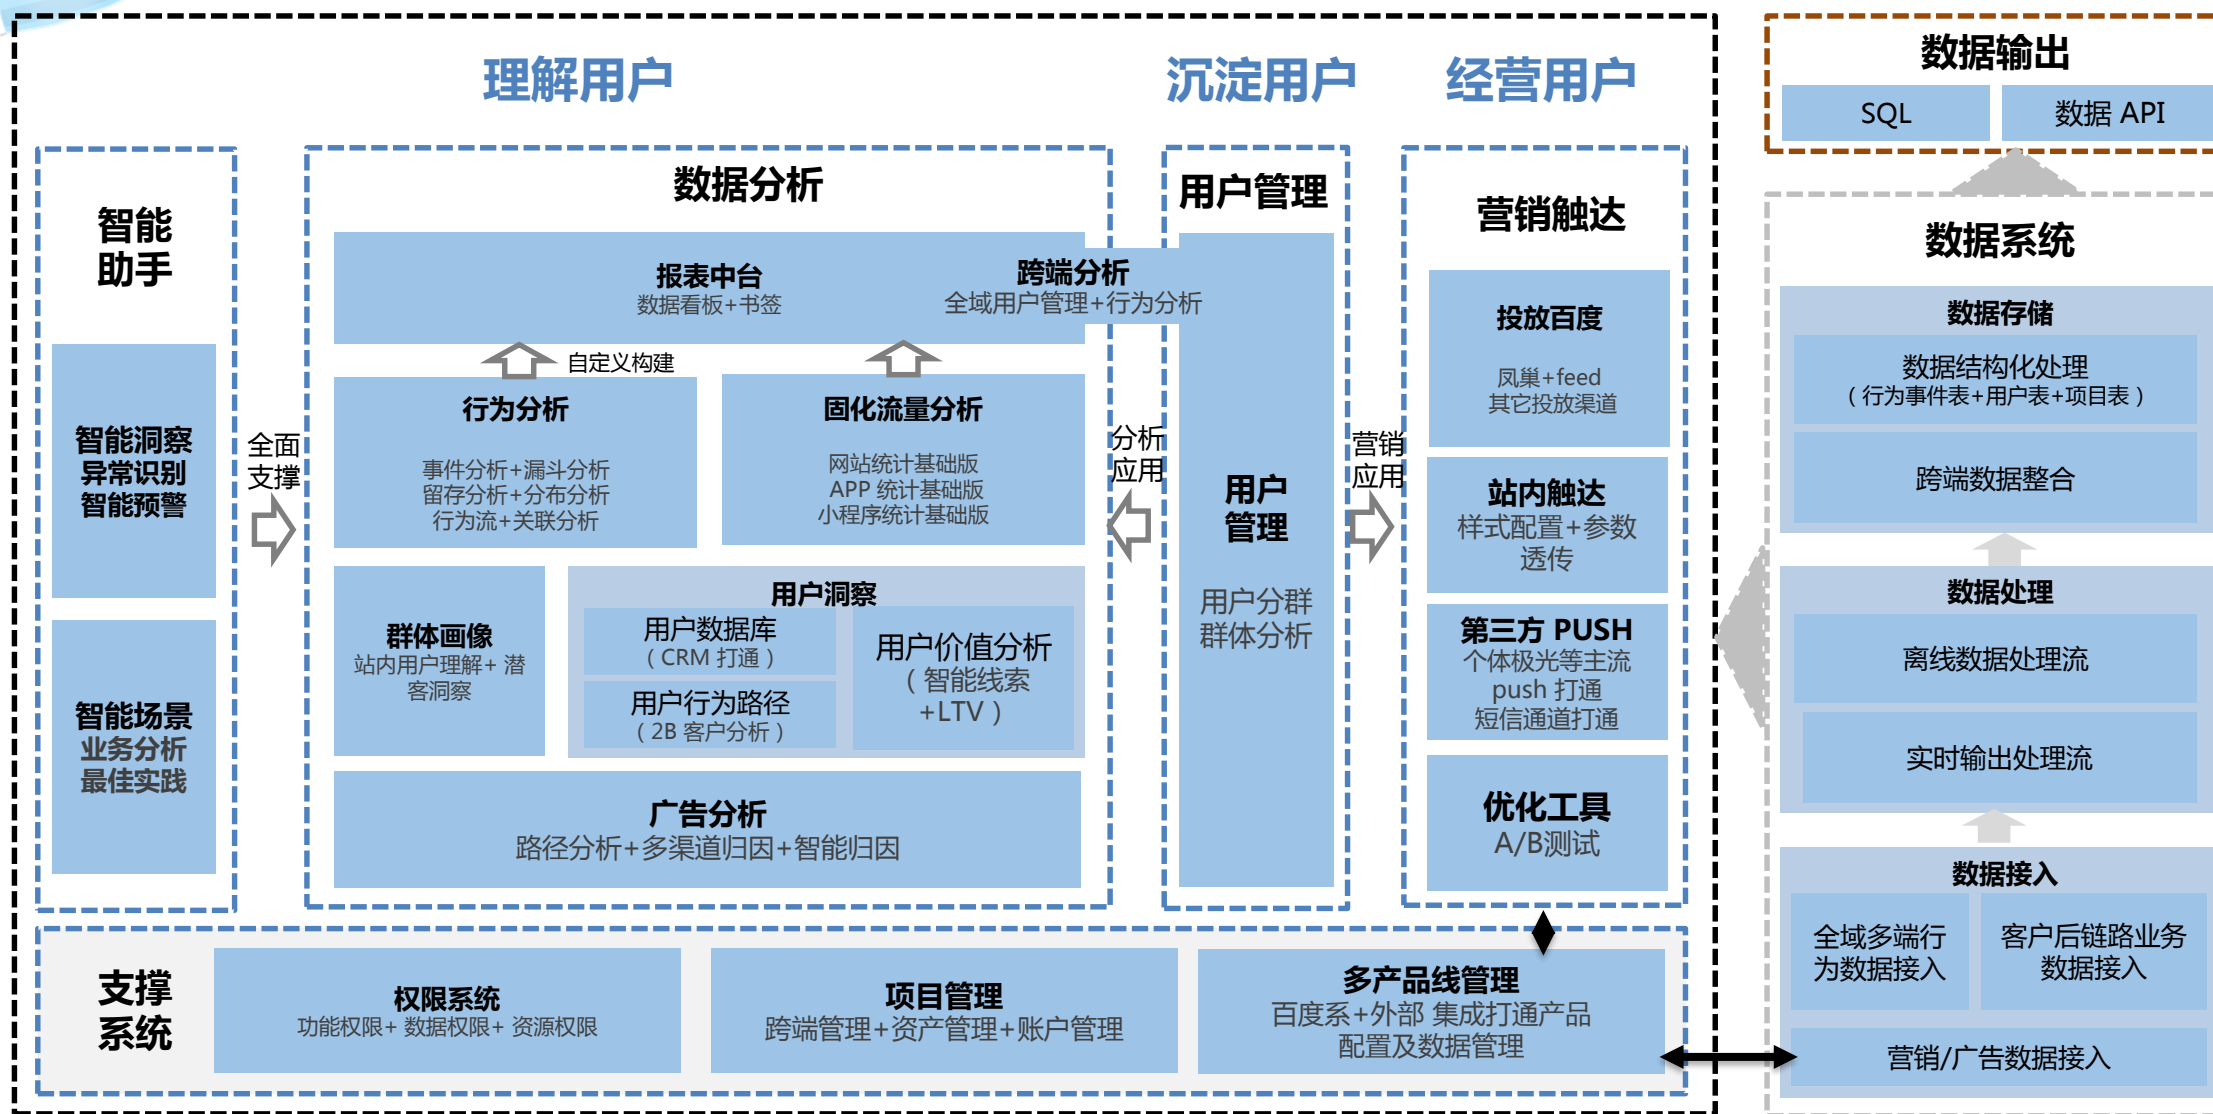 理解用户
沉淀用户
经营用户
智能
助手
智能洞察
异常识别
智能预警
智能场景
业务分析
最佳实践
全面
支撑
数据分析
报表中台
数据看板+书签
跨端分析
全域用户管理+行为分析
自定义构建
行为分析
事件分析+漏斗分析
留存分析+分布分析
行为流+关联分析
固化流量分析
网站统计基础版
APP 统计基础版
小程序统计基础版
群体画像
站内用户理解+ 潜
客洞察
用户洞察
用户数据库
（CRM 打通）
用户行为路径
（2B 客户分析）
用户价值分析
（智能线索
+LTV）
广告分析
路径分析+多渠道归因+智能归因
分析
应用
用户管理
用户
管理
用户分群
群体分析
营销
应用
营销触达
投放百度
凤巢+feed
其它投放渠道
站内触达
样式配置+参数
透传
第三方 PUSH
个体极光等主流
push 打通
短信通道打通
优化工具
A/B测试
支撑
系统
权限系统
功能权限+ 数据权限+ 资源权限
项目管理
跨端管理+资产管理+账户管理
多产品线管理
百度系+外部 集成打通产品
配置及数据管理
数据输出
SQL
数据 API
数据系统
数据存储
数据结构化处理
（行为事件表+用户表+项目表）
跨端数据整合
数据处理
离线数据处理流
实时输出处理流
数据接入
全域多端行
为数据接入
客户后链路业务
数据接入
营销/广告数据接入